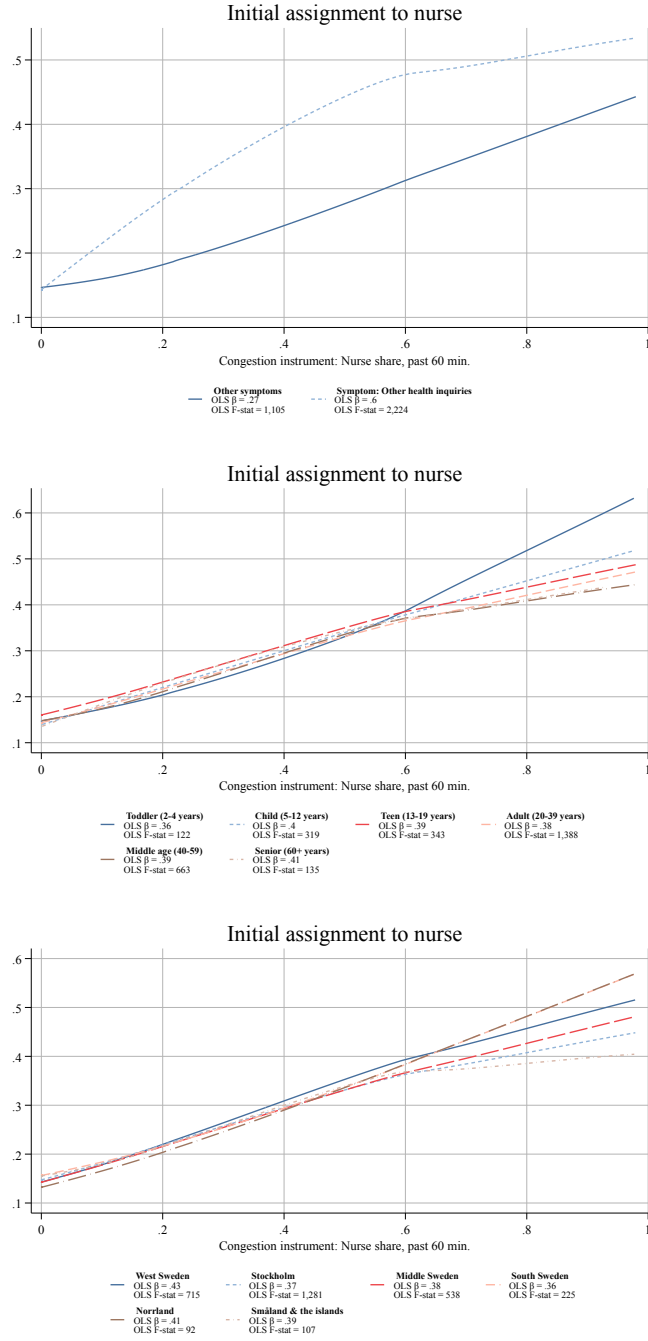 Initial assignment to nurse
.5
.4
.3
.2
.1
0 .2 .4 .6 .8 1
Congestion instrument: Nurse share, past 60 min.
Other symptoms Symptom: Other health inquiries
OLS β = .27 OLS β = .6
OLS F-stat = 1,105 OLS F-stat = 2,224
Initial assignment to nurse
.6
.5
.4
.3
.2
.1
0 .2 .4 .6 .8 1
Congestion instrument: Nurse share, past 60 min.
Toddler (2-4 years) Child (5-12 years) Teen (13-19 years) Adult (20-39 years)
OLS β = .36 OLS β = .4 OLS β = .39 OLS β = .38
OLS F-stat = 122 OLS F-stat = 319 OLS F-stat = 343 OLS F-stat = 1,388
Middle age (40-59) Senior (60+ years)
OLS β = .39 OLS β = .41
OLS F-stat = 663 OLS F-stat = 135
Initial assignment to nurse
.6
.5
.4
.3
.2
.1
0 .2 .4 .6 .8 1
Congestion instrument: Nurse share, past 60 min.
West Sweden Stockholm Middle Sweden South Sweden
OLS β = .43 OLS β = .37 OLS β = .38 OLS β = .36
OLS F-stat = 715 OLS F-stat = 1,281 OLS F-stat = 538 OLS F-stat = 225
Norrland Småland & the islands
OLS β = .41 OLS β = .39
OLS F-stat = 92 OLS F-stat = 107